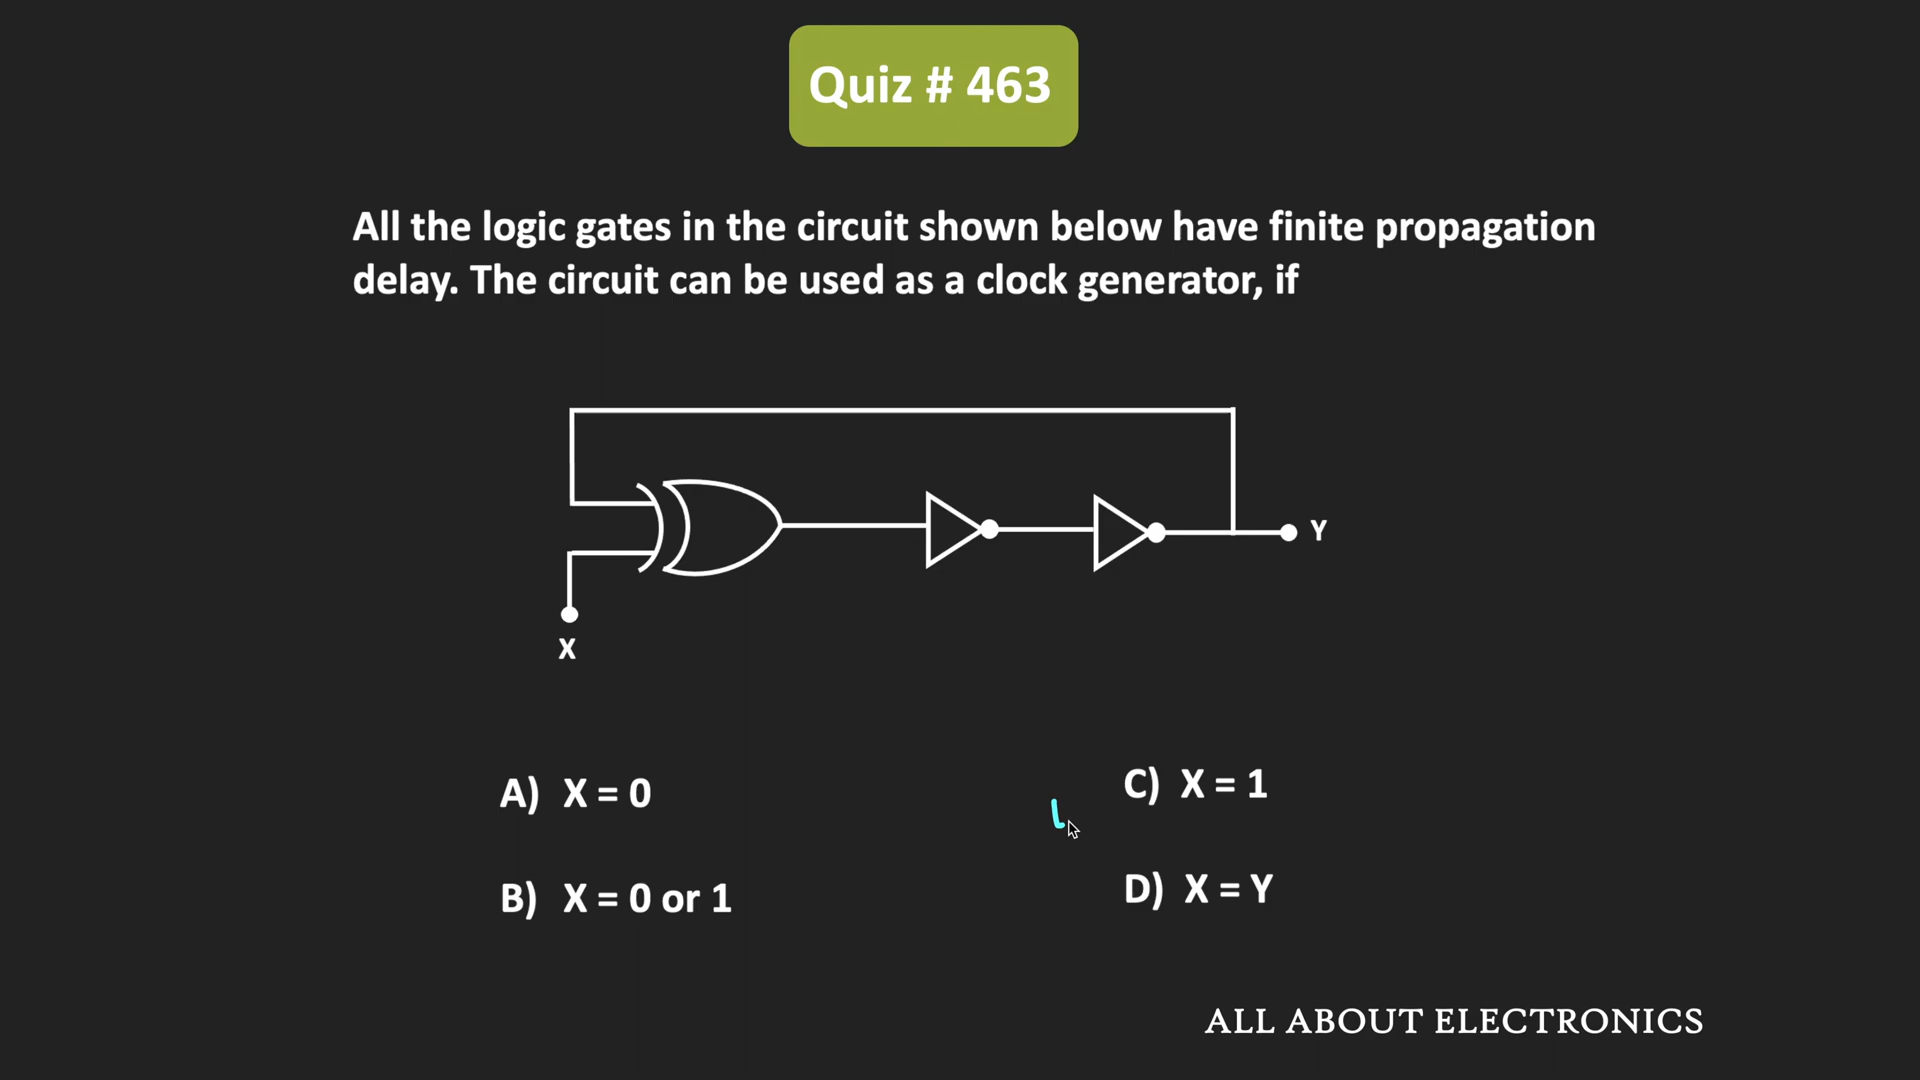 Quiz # 463
All the logic gates in the circuit shown below have finite propagation
delay. The circuit can be used as a clock generator, if
Y
X
A) X = 0
C) X = 1
B) X = 0 or 1
D) X = Y
ALL ABOUT ELECTRONICS